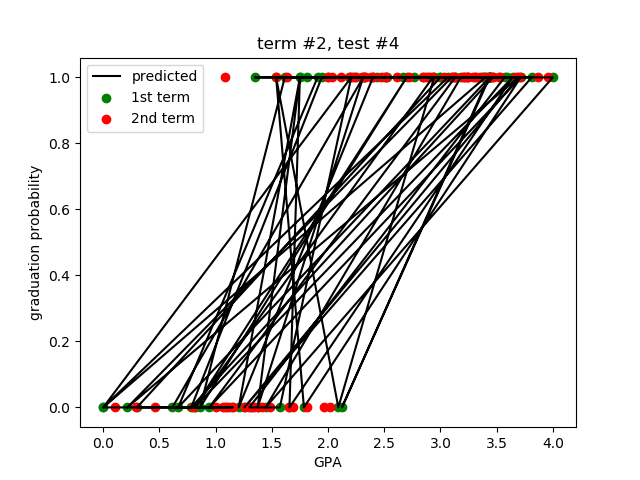 term #2, test #4
predicted
1st term
2nd term
graduation probability
1.0
0.8
0.6
0.4
0.2
0.0
0.0 0.5 1.0 1.5 2.0 2.5 3.0 3.5 4.0
GPA